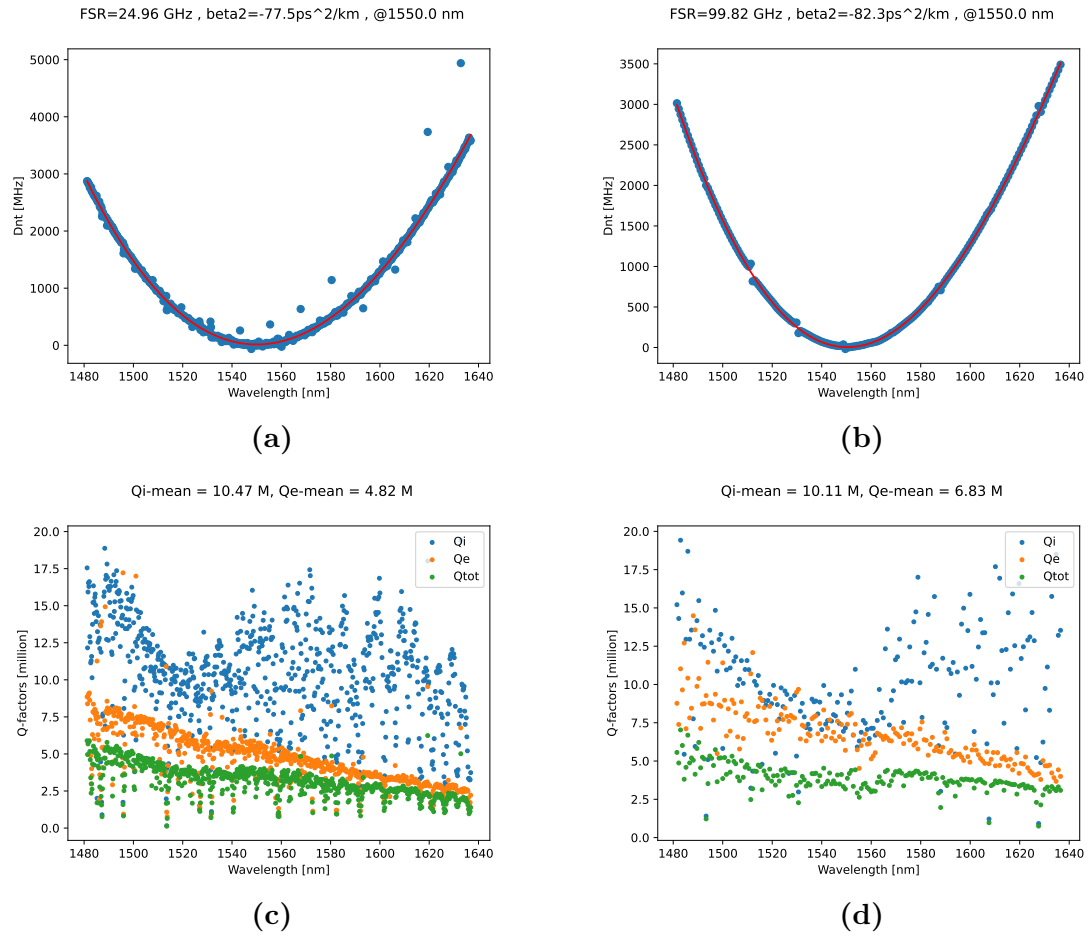 FSR=24.96 GHz , beta2=-77.5ps^2/km , @1550.0 nm
5000
4000
3000
2000
1000
0
Dnt [MHz]
1480 1500 1520 1540 1560 1580 1600 1620 1640
Wavelength [nm]
(a)
FSR=99.82 GHz , beta2=-82.3ps^2/km , @1550.0 nm
3500
3000
2500
2000
1500
1000
500
0
Dnt [MHz]
1480 1500 1520 1540 1560 1580 1600 1620 1640
Wavelength [nm]
(b)
Qi-mean = 10.47 M, Qe-mean = 4.82 M
20.0
17.5
15.0
12.5
10.0
7.5
5.0
2.5
0.0
Q-factors [million]
Qi
Qe
Qtot
1480 1500 1520 1540 1560 1580 1600 1620 1640
Wavelength [nm]
(c)
Qi-mean = 10.11 M, Qe-mean = 6.83 M
20.0
17.5
15.0
12.5
10.0
7.5
5.0
2.5
0.0
Q-factors [million]
Qi
Qe
Qtot
1480 1500 1520 1540 1560 1580 1600 1620 1640
Wavelength [nm]
(d)